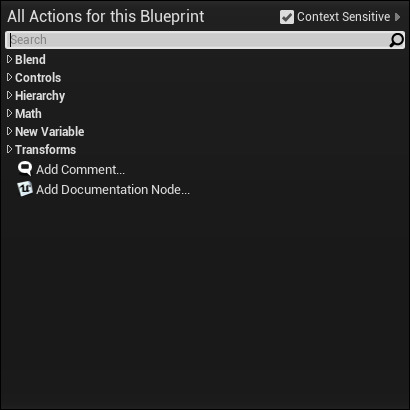 All Actions for this Blueprint
Context Sensitive
Search
Blend
Controls
Hierarchy
Math
New Variable
Transforms
Add Comment...
Add Documentation Node...